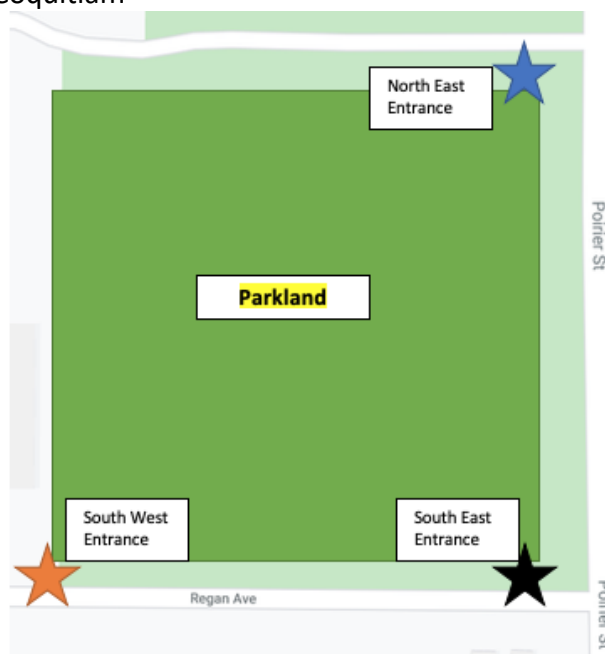 North East
Entrance
Poirier St
Parkland
South West
Entrance
South East
Entrance
Regan Ave